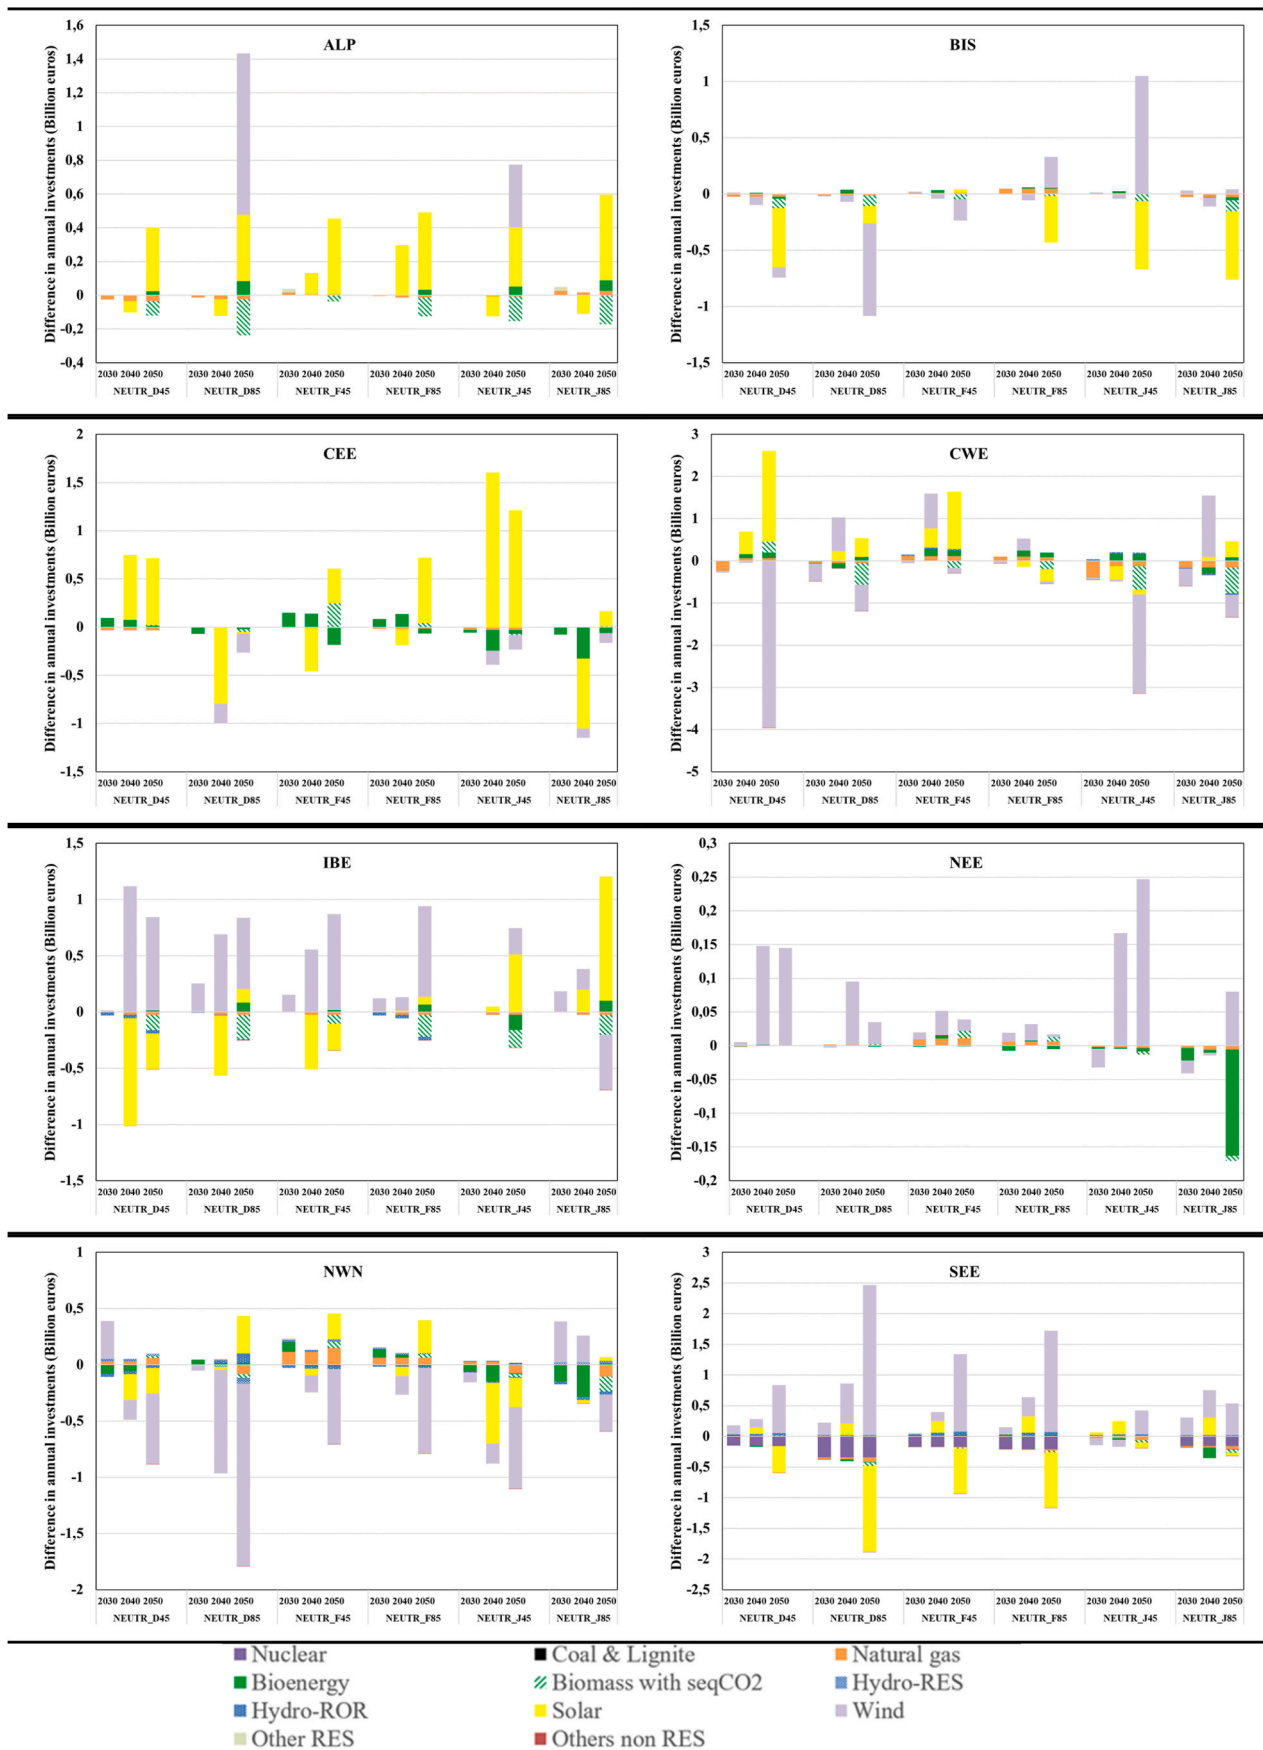 ALP
Difference in annual investments (Billion euros)
1,6
1,4
1,2
1
0,8
0,6
0,4
0,2
0
-0,2
-0,4
2030 2040 2050 2030 2040 2050 2030 2040 2050 2030 2040 2050 2030 2040 2050 2030 2040 2050
NEUTR_D45 NEUTR_D85 NEUTR_F45 NEUTR_F85 NEUTR_J45 NEUTR_J85
BIS
Difference in annual investments (Billion euros)
1,5
1
0,5
0
-0,5
-1
-1,5
2030 2040 2050 2030 2040 2050 2030 2040 2050 2030 2040 2050 2030 2040 2050 2030 2040 2050
NEUTR_D45 NEUTR_D85 NEUTR_F45 NEUTR_F85 NEUTR_J45 NEUTR_J85
CEE
Difference in annual investments (Billion euros)
2
1,5
1
0,5
0
-0,5
-1
-1,5
2030 2040 2050 2030 2040 2050 2030 2040 2050 2030 2040 2050 2030 2040 2050 2030 2040 2050
NEUTR_D45 NEUTR_D85 NEUTR_F45 NEUTR_F85 NEUTR_J45 NEUTR_J85
CWE
Difference in annual investments (Billion euros)
3
2
1
0
-1
-2
-3
-4
-5
2030 2040 2050 2030 2040 2050 2030 2040 2050 2030 2040 2050 2030 2040 2050 2030 2040 2050
NEUTR_D45 NEUTR_D85 NEUTR_F45 NEUTR_F85 NEUTR_J45 NEUTR_J85
IBE
Difference in annual investments (Billion euros)
1,5
1
0,5
0
-0,5
-1
-1,5
2030 2040 2050 2030 2040 2050 2030 2040 2050 2030 2040 2050 2030 2040 2050 2030 2040 2050
NEUTR_D45 NEUTR_D85 NEUTR_F45 NEUTR_F85 NEUTR_J45 NEUTR_J85
NEE
Difference in annual investments (Billion euros)
0,3
0,25
0,2
0,15
0,1
0,05
0
-0,05
-0,1
-0,15
-0,2
2030 2040 2050 2030 2040 2050 2030 2040 2050 2030 2040 2050 2030 2040 2050 2030 2040 2050
NEUTR_D45 NEUTR_D85 NEUTR_F45 NEUTR_F85 NEUTR_J45 NEUTR_J85
NWN
Difference in annual investments (Billion euros)
1
0,5
0
-0,5
-1
-1,5
-2
2030 2040 2050 2030 2040 2050 2030 2040 2050 2030 2040 2050 2030 2040 2050 2030 2040 2050
NEUTR_D45 NEUTR_D85 NEUTR_F45 NEUTR_F85 NEUTR_J45 NEUTR_J85
SEE
Difference in annual investments (Billion euros)
3
2,5
2
1,5
1
0,5
0
-0,5
-1
-1,5
-2
-2,5
2030 2040 2050 2030 2040 2050 2030 2040 2050 2030 2040 2050 2030 2040 2050 2030 2040 2050
NEUTR_D45 NEUTR_D85 NEUTR_F45 NEUTR_F85 NEUTR_J45 NEUTR_J85
Nuclear Coal & Lignite Natural gas
Bioenergy Biomass with seqCO2 Hydro-RES
Hydro-ROR Solar Wind
Other RES Others non RES